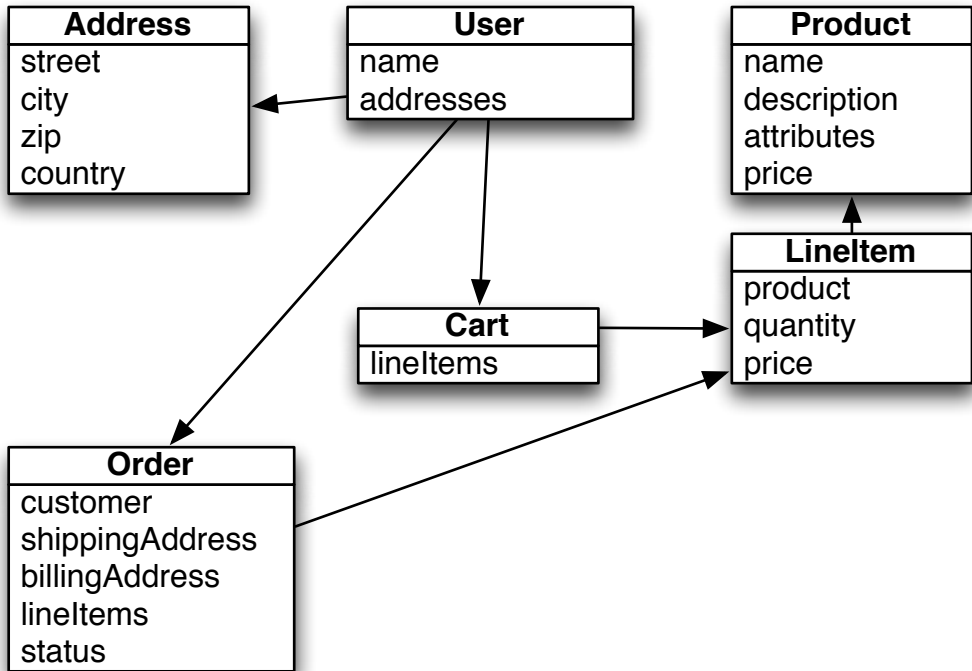 Address
street
city
zip
country
User
name
addresses
Product
name
description
attributes
price
LineItem
product
quantity
price
Cart
lineItems
Order
customer
shippingAddress
billingAddress
lineItems
status